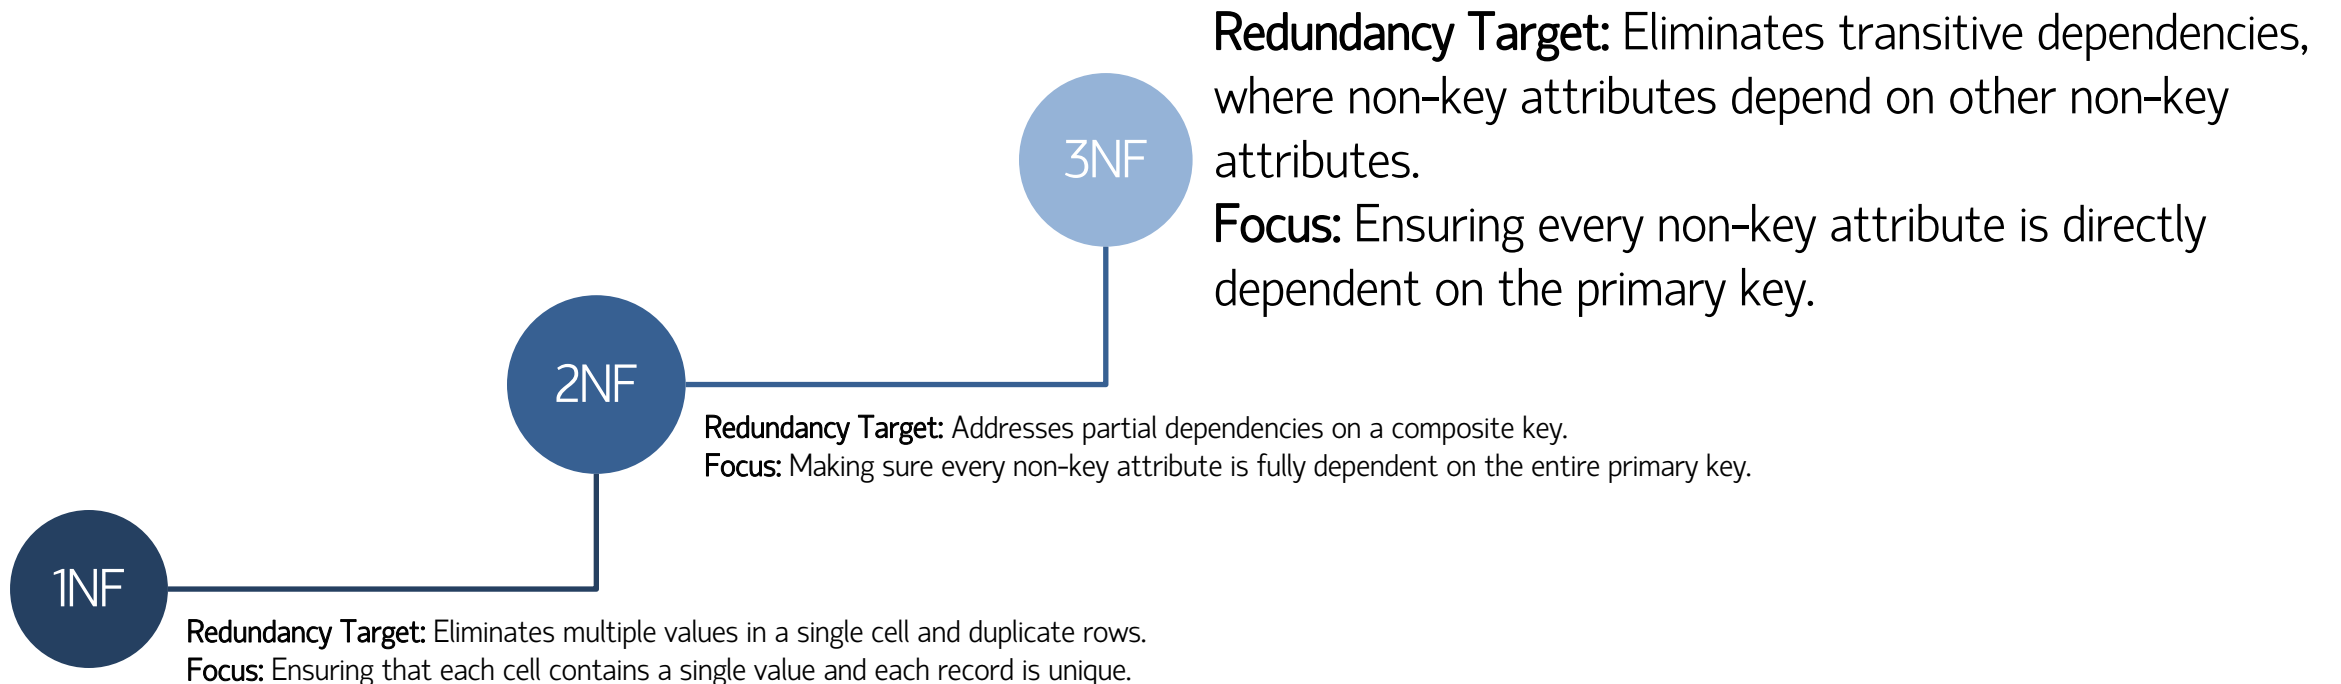 Redundancy Target: Eliminates transitive dependencies,
where non-key attributes depend on other non-key
attributes.
Focus: Ensuring every non-key attribute is directly
dependent on the primary key.
3NF
2NF
Redundancy Target: Addresses partial dependencies on a composite key.
Focus: Making sure every non-key attribute is fully dependent on the entire primary key.
1NF
Redundancy Target: Eliminates multiple values in a single cell and duplicate rows.
Focus: Ensuring that each cell contains a single value and each record is unique.